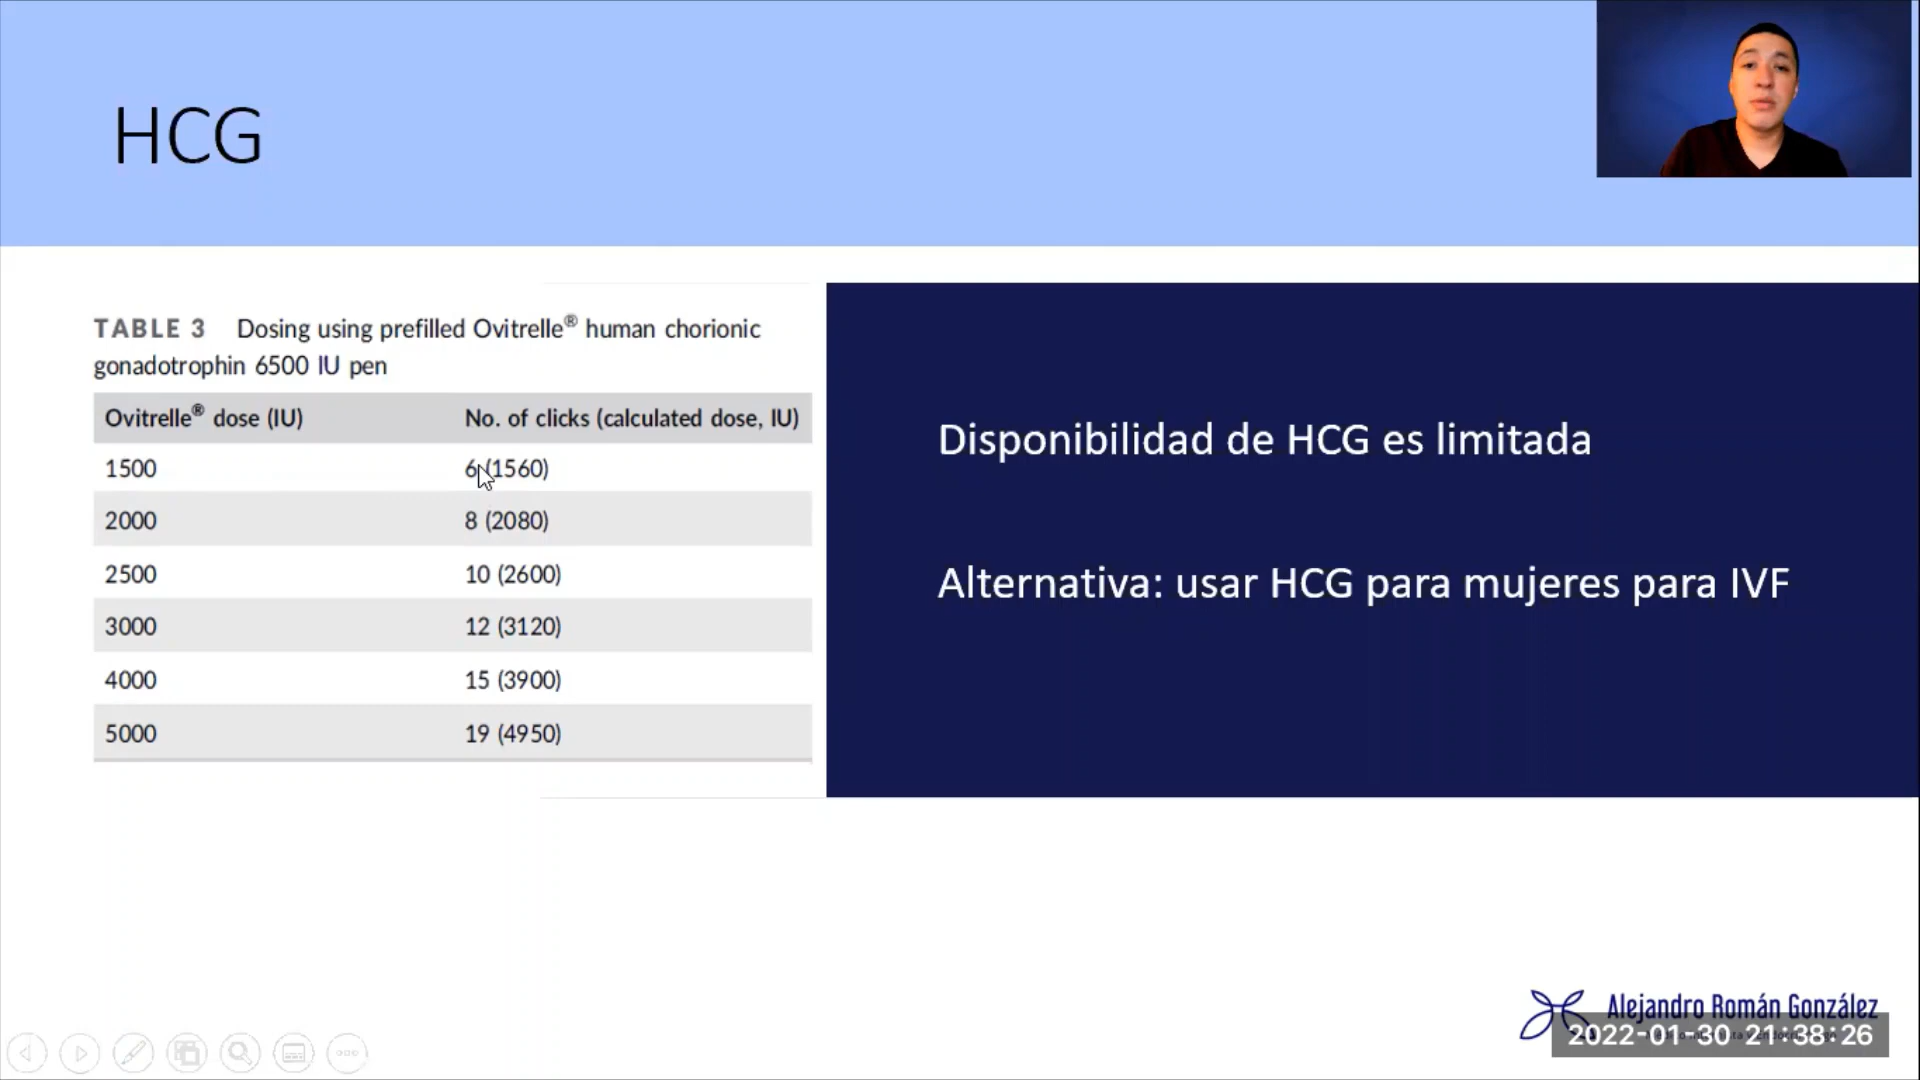 HCG
TABLE 3 Dosing using prefilled Ovitrelle® human chorionic
gonadotrophin 6500 IU pen
Ovitrelle® dose (IU) No. of clicks (calculated dose, IU)
1500 6 (1560)
2000 8 (2080)
2500 10 (2600)
3000 12 (3120)
4000 15 (3900)
5000 19 (4950)
Disponibilidad de HCG es limitada
Alternativa: usar HCG para mujeres para IVF
Alejandro Román González
2022-01-30 21:38:26